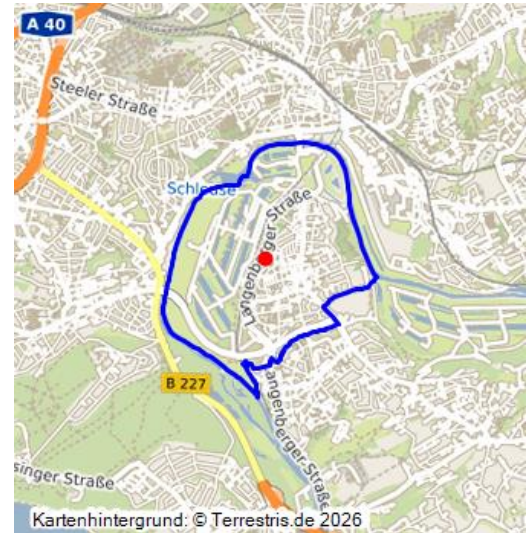 A 40
Steeler Straße
Schleuse
Langenberger Straße
B 227
Langenberger-Straße
singer Straße
Kartenhintergrund: © Terrestris.de 2026